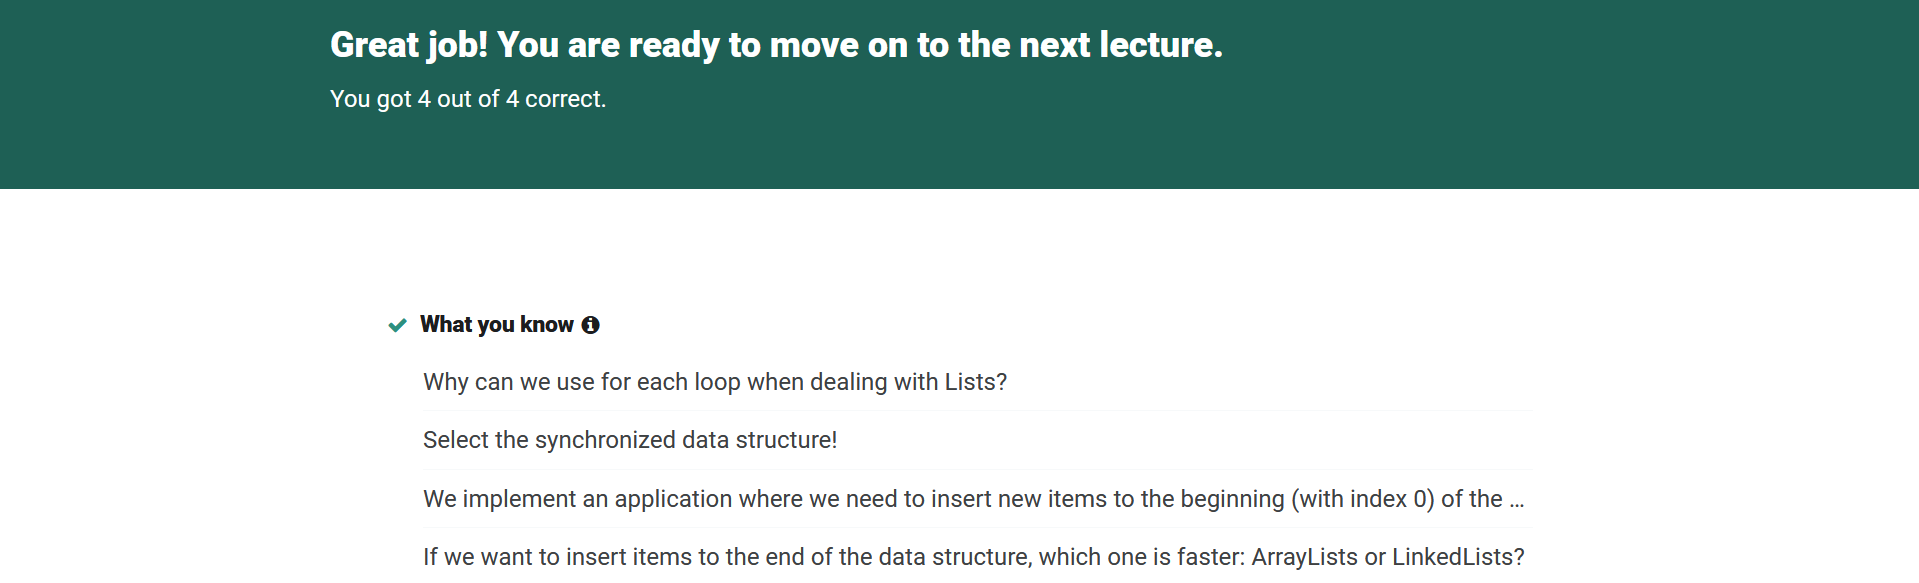 Great job! You are ready to move on to the next lecture.
You got 4 out of 4 correct.
What you know
Why can we use for each loop when dealing with Lists?
Select the synchronized data structure!
We implement an application where we need to insert new items to the beginning (with index 0) of the ...
If we want to insert items to the end of the data structure, which one is faster: ArrayLists or LinkedLists?